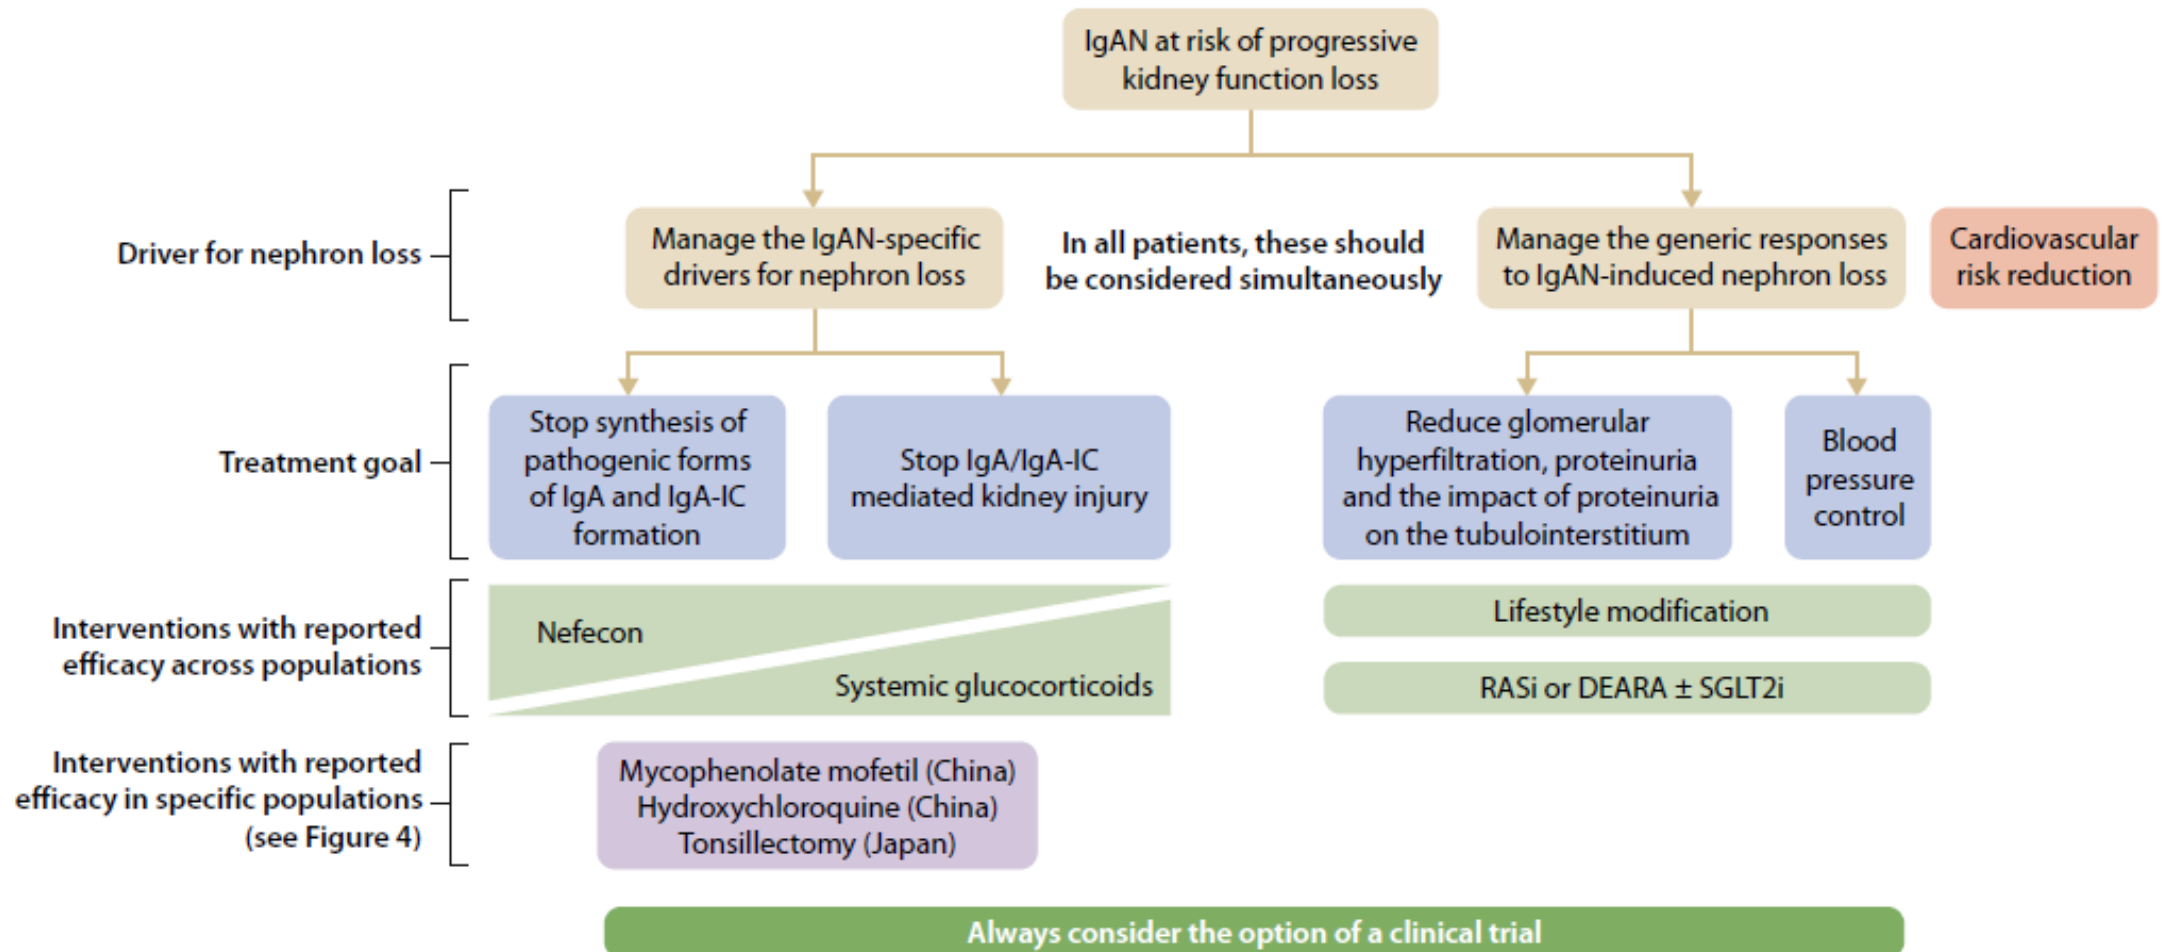 IgAN at risk of progressive
kidney function loss
Driver for nephron loss
Manage the IgAN-specific
drivers for nephron loss
In all patients, these should
be considered simultaneously
Manage the generic responses
to IgAN-induced nephron loss
Cardiovascular
risk reduction
Treatment goal
Stop synthesis of
pathogenic forms
of IgA and IgA-IC
formation
Stop IgA/IgA-IC
mediated kidney injury
Reduce glomerular
hyperfiltration, proteinuria
and the impact of proteinuria
on the tubulointerstitium
Blood
pressure
control
Interventions with reported
efficacy across populations
Nefecon
Systemic glucocorticoids
Lifestyle modification
RASi or DEARA ± SGLT2i
Interventions with reported
efficacy in specific populations
(see Figure 4)
Mycophenolate mofetil (China)
Hydroxychloroquine (China)
Tonsillectomy (Japan)
Always consider the option of a clinical trial